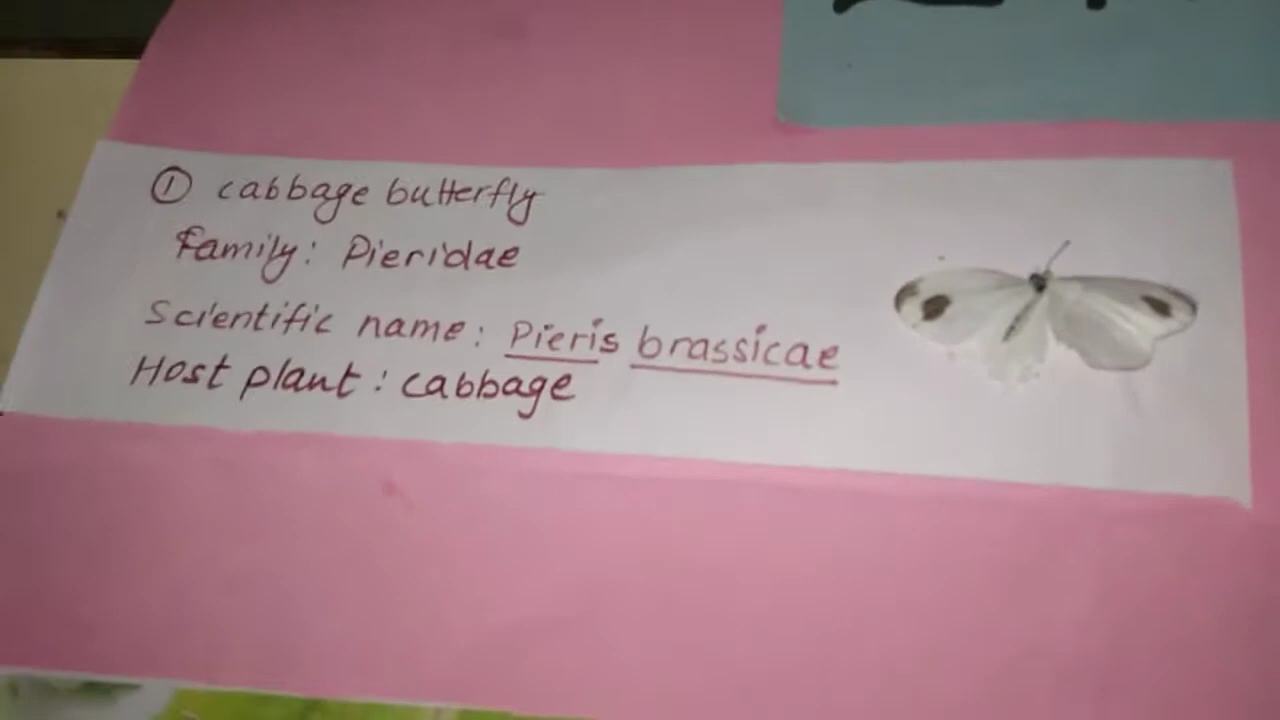 ① cabbage butterfly
Family: Pieridae
Scientific name: Pieris brassicae
Host plant: cabbage